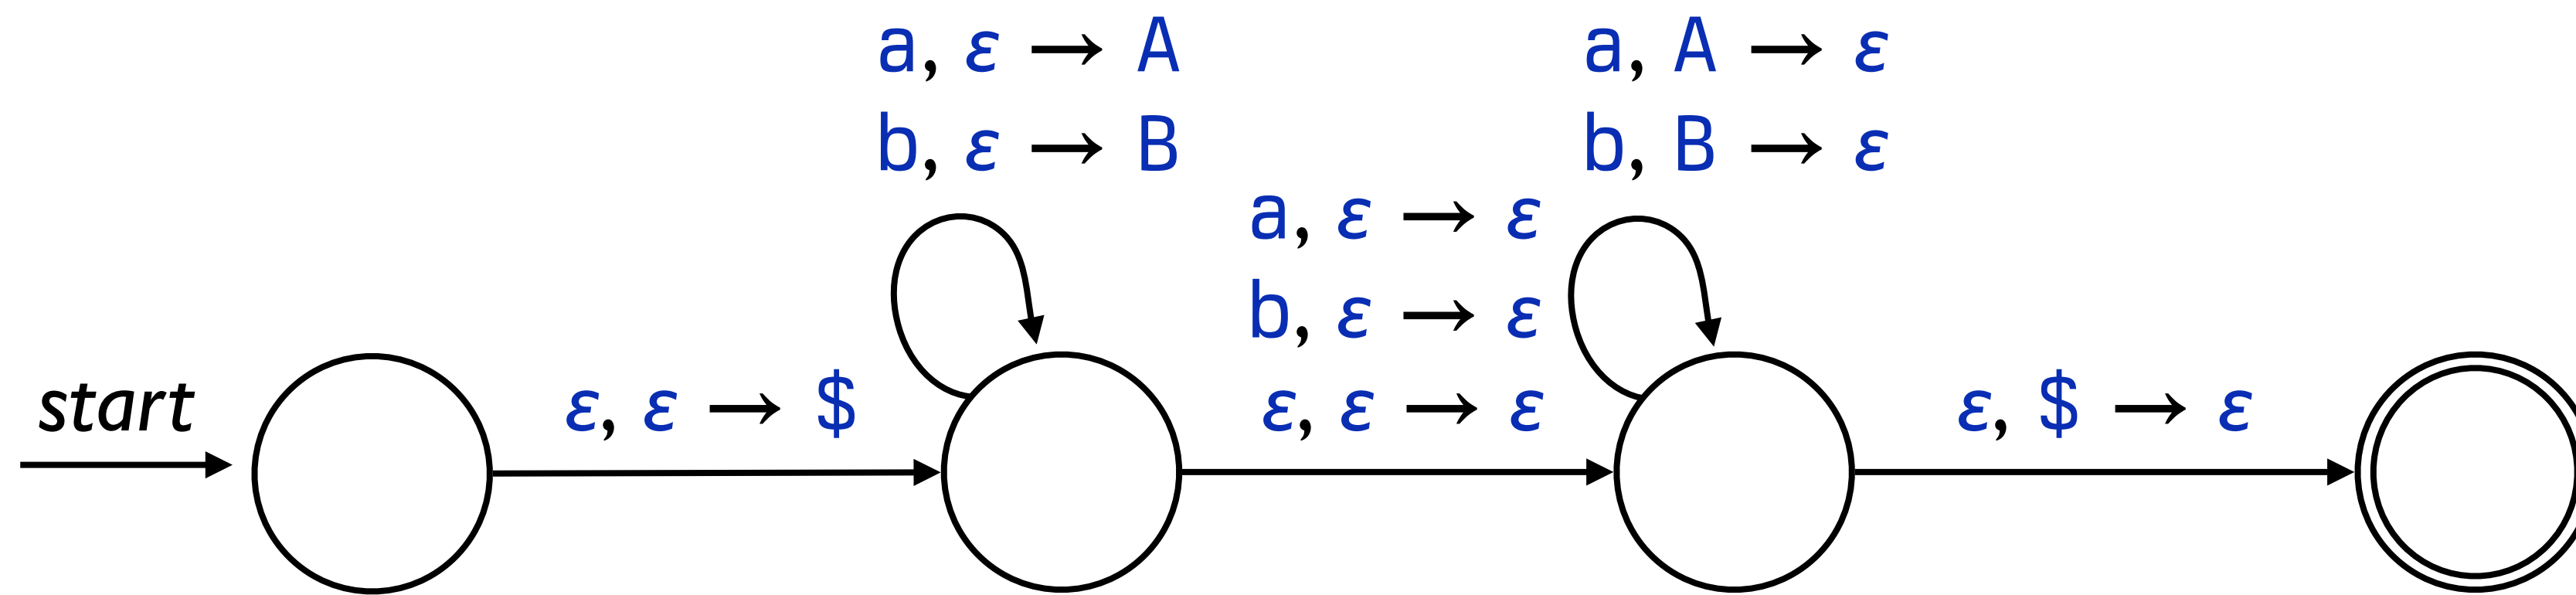 a, ε → A
b, ε → B
a, A → ε
b, B → ε
a, ε → ε
b, ε → ε
ε, ε → ε
start
ε, ε → $
ε, $ → ε